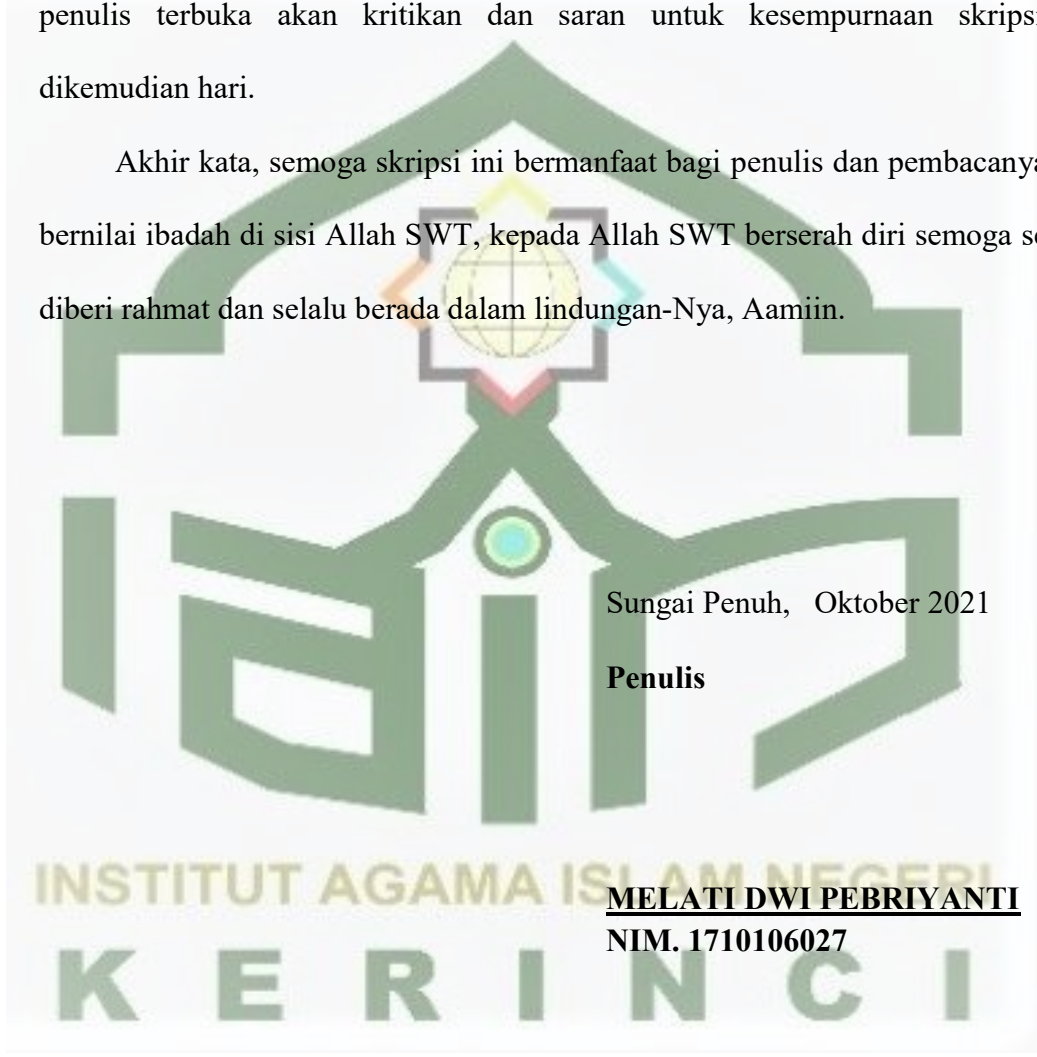 penulis terbuka akan kritikan dan saran untuk kesempurnaan skripsi
dikemudian hari.
Akhir kata, semoga skripsi ini bermanfaat bagi penulis dan pembacanya
bernilai ibadah di sisi Allah SWT, kepada Allah SWT berserah diri semoga
diberi rahmat dan selalu berada dalam lindungan-Nya, Aamiin.
iain
Sungai Penuh, Oktober 2021
Penulis
INSTITUT AGAMA ISLAM NEGERI
MELATI DWI PEBRIYANTI
NIM. 1710106027
KERINCI